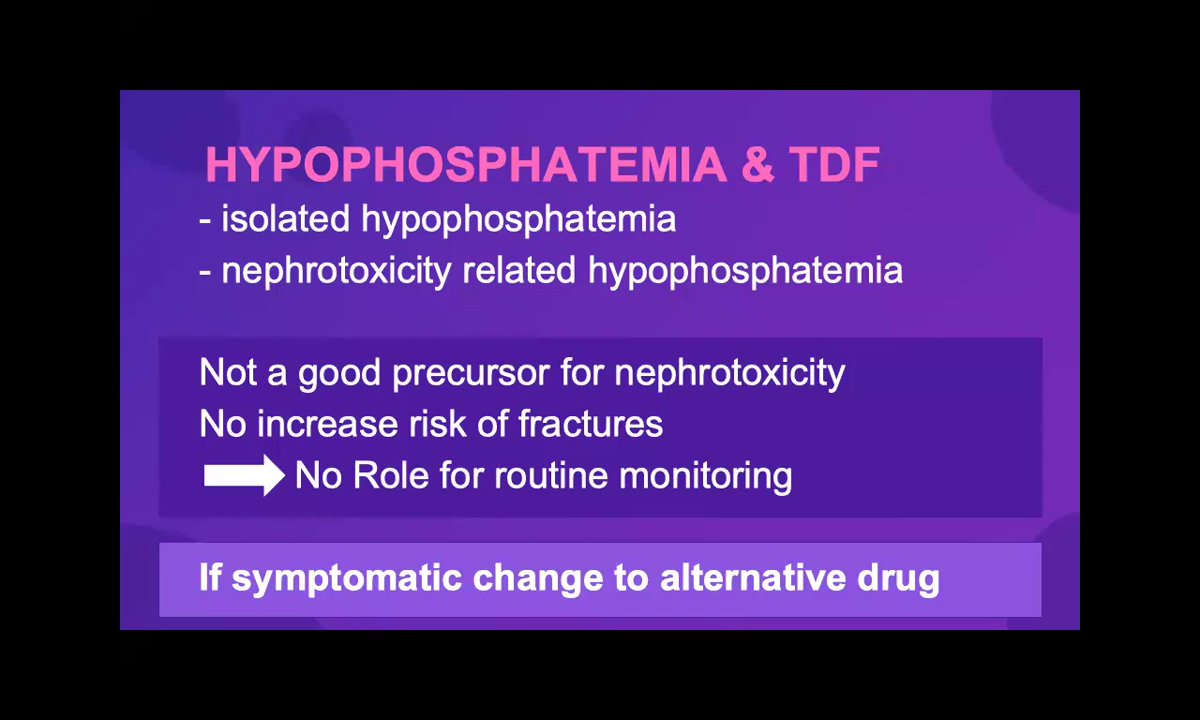 HYPOPHOSPHATEMIA & TDF
- isolated hypophosphatemia
- nephrotoxicity related hypophosphatemia
Not a good precursor for nephrotoxicity
No increase risk of fractures
No Role for routine monitoring
If symptomatic change to alternative drug